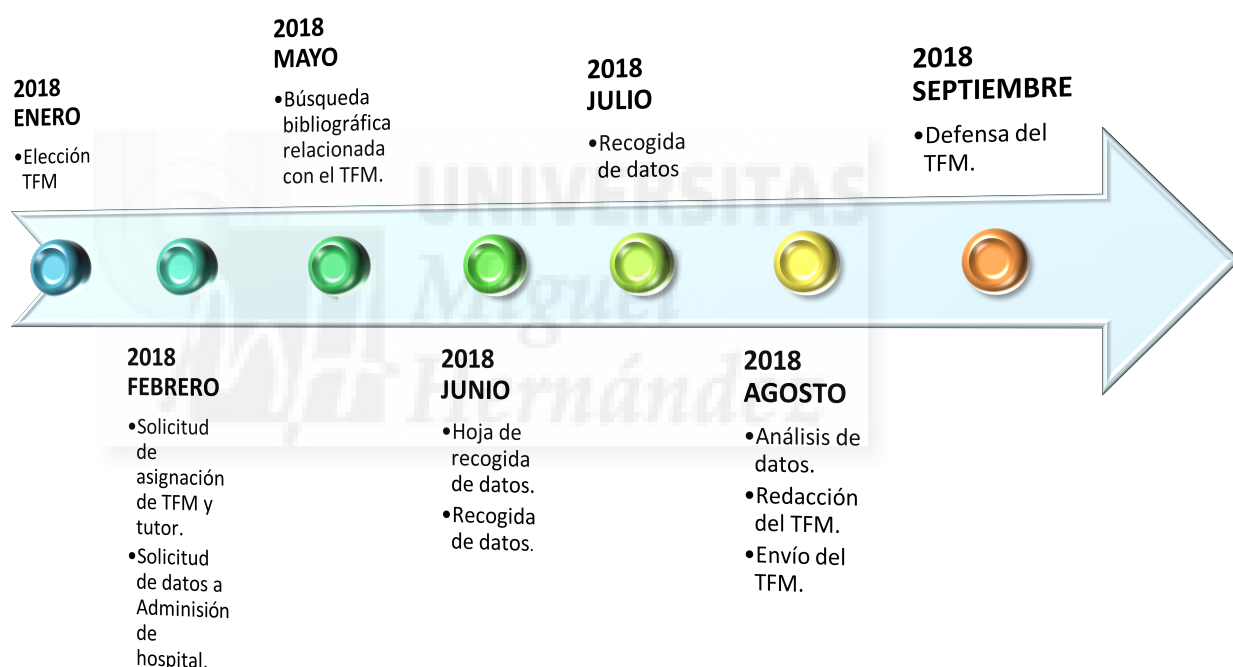 2018
ENERO
•Elección
TFM
2018
FEBRERO
•Solicitud
de
asignación
de TFM y
tutor.
•Solicitud
de datos a
Adminisión
de
hospital.
2018
MAYO
•Búsqueda
bibliográfica
relacionada
con el TFM.
2018
JUNIO
•Hoja de
recogida
de datos.
•Recogida
de datos.
2018
JULIO
•Recogida
de datos
2018
AGOSTO
•Análisis de
datos.
•Redacción
del TFM.
•Envío del
TFM.
2018
SEPTIEMBRE
•Defensa del
TFM.
UNIVERSITAS
Miguel
Hernández